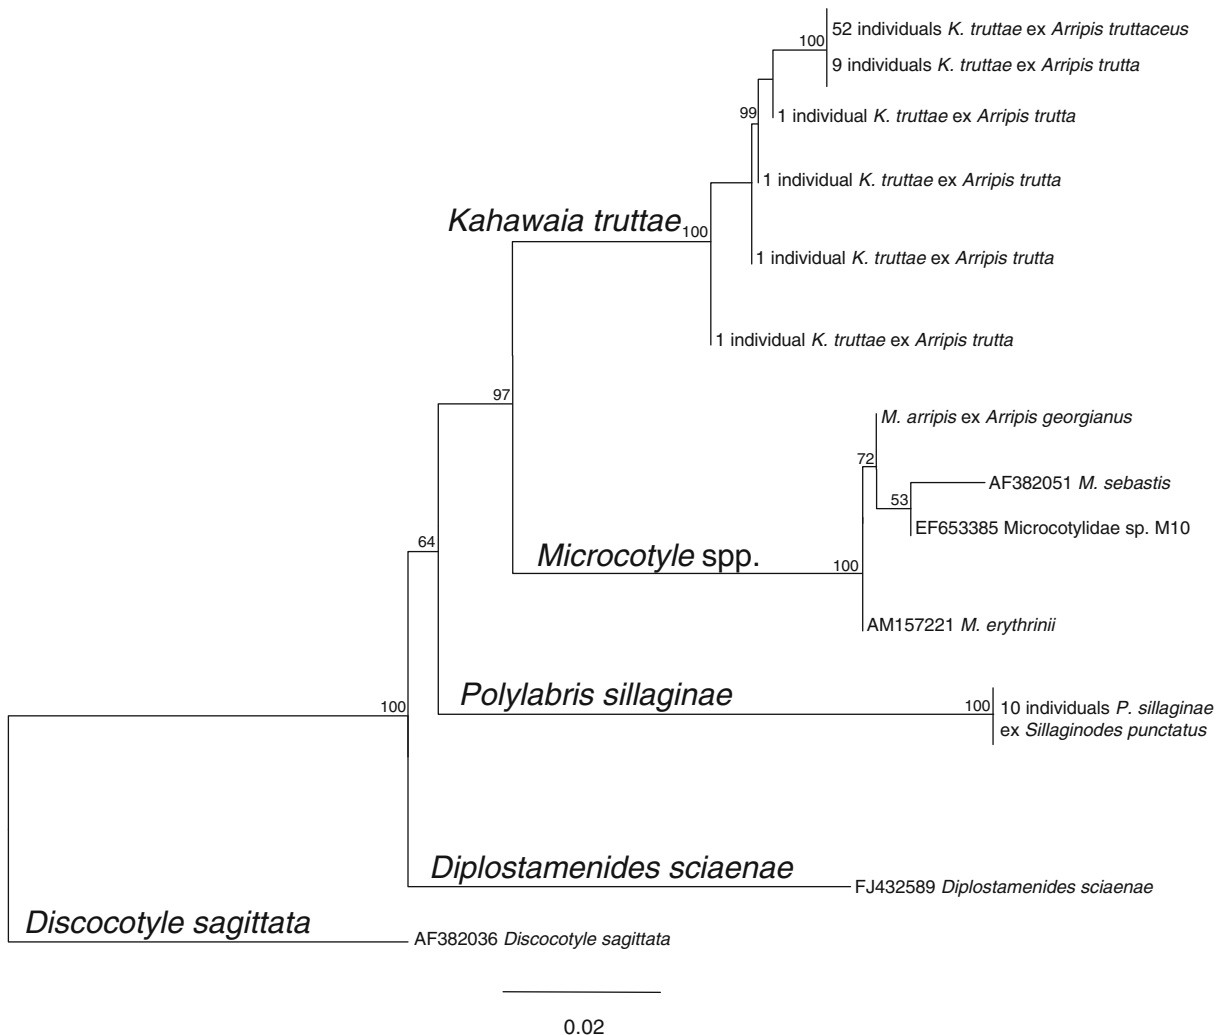 100
52 individuals K. truttae ex Arripis truttaceus
9 individuals K. truttae ex Arripis trutta
99
1 individual K. truttae ex Arripis trutta
1 individual K. truttae ex Arripis trutta
Kahawaia truttae
100
1 individual K. truttae ex Arripis trutta
1 individual K. truttae ex Arripis trutta
97
M. arripis ex Arripis georgianus
72
AF382051 M. sebastis
53
EF653385 Microcotylidae sp. M10
64
Microcotyle spp.
100
AM157221 M. erythrinii
Polylabris sillaginae
100
100
10 individuals P. sillaginae
ex Sillaginodes punctatus
Diplostamenides sciaenae
FJ432589 Diplostamenides sciaenae
Discocotyle sagittata
AF382036 Discocotyle sagittata
0.02